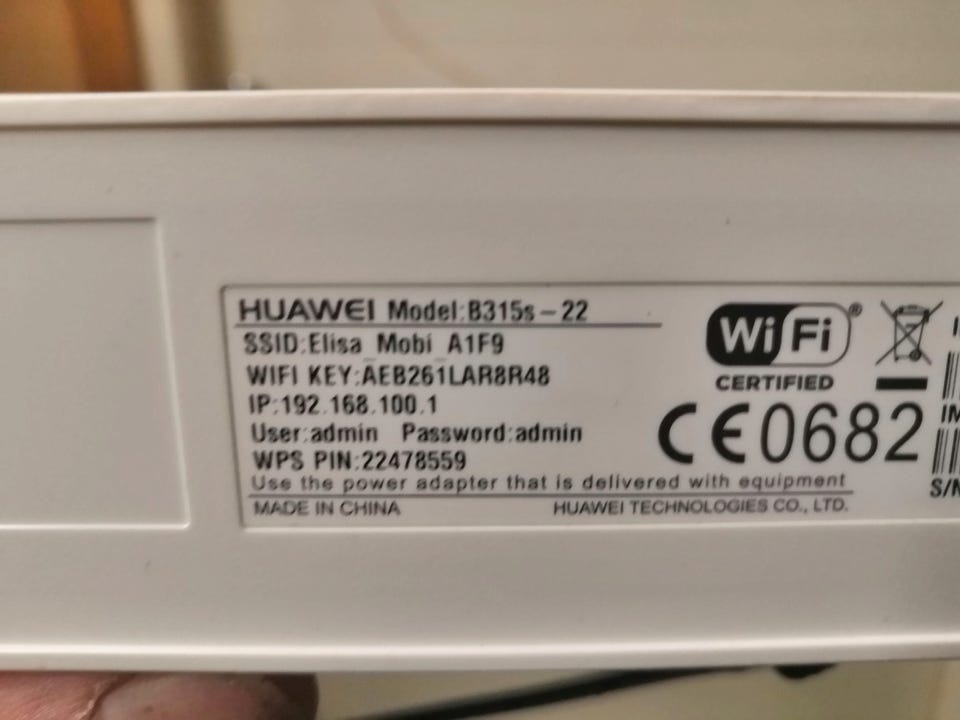 HUAWEI Model:B315s-22
SSID:Elisa_Mobi_A1F9
WIFI KEY:AEB261LAR8R48
IP:192.168.100.1
User:admin Password:admin
WPS PIN:22478559
Use the power adapter that is delivered with equipment
MADE IN CHINA HUAWEI TECHNOLOGIES CO., LTD.
Wi Fi ®
CERTIFIED
CE0682
S/N